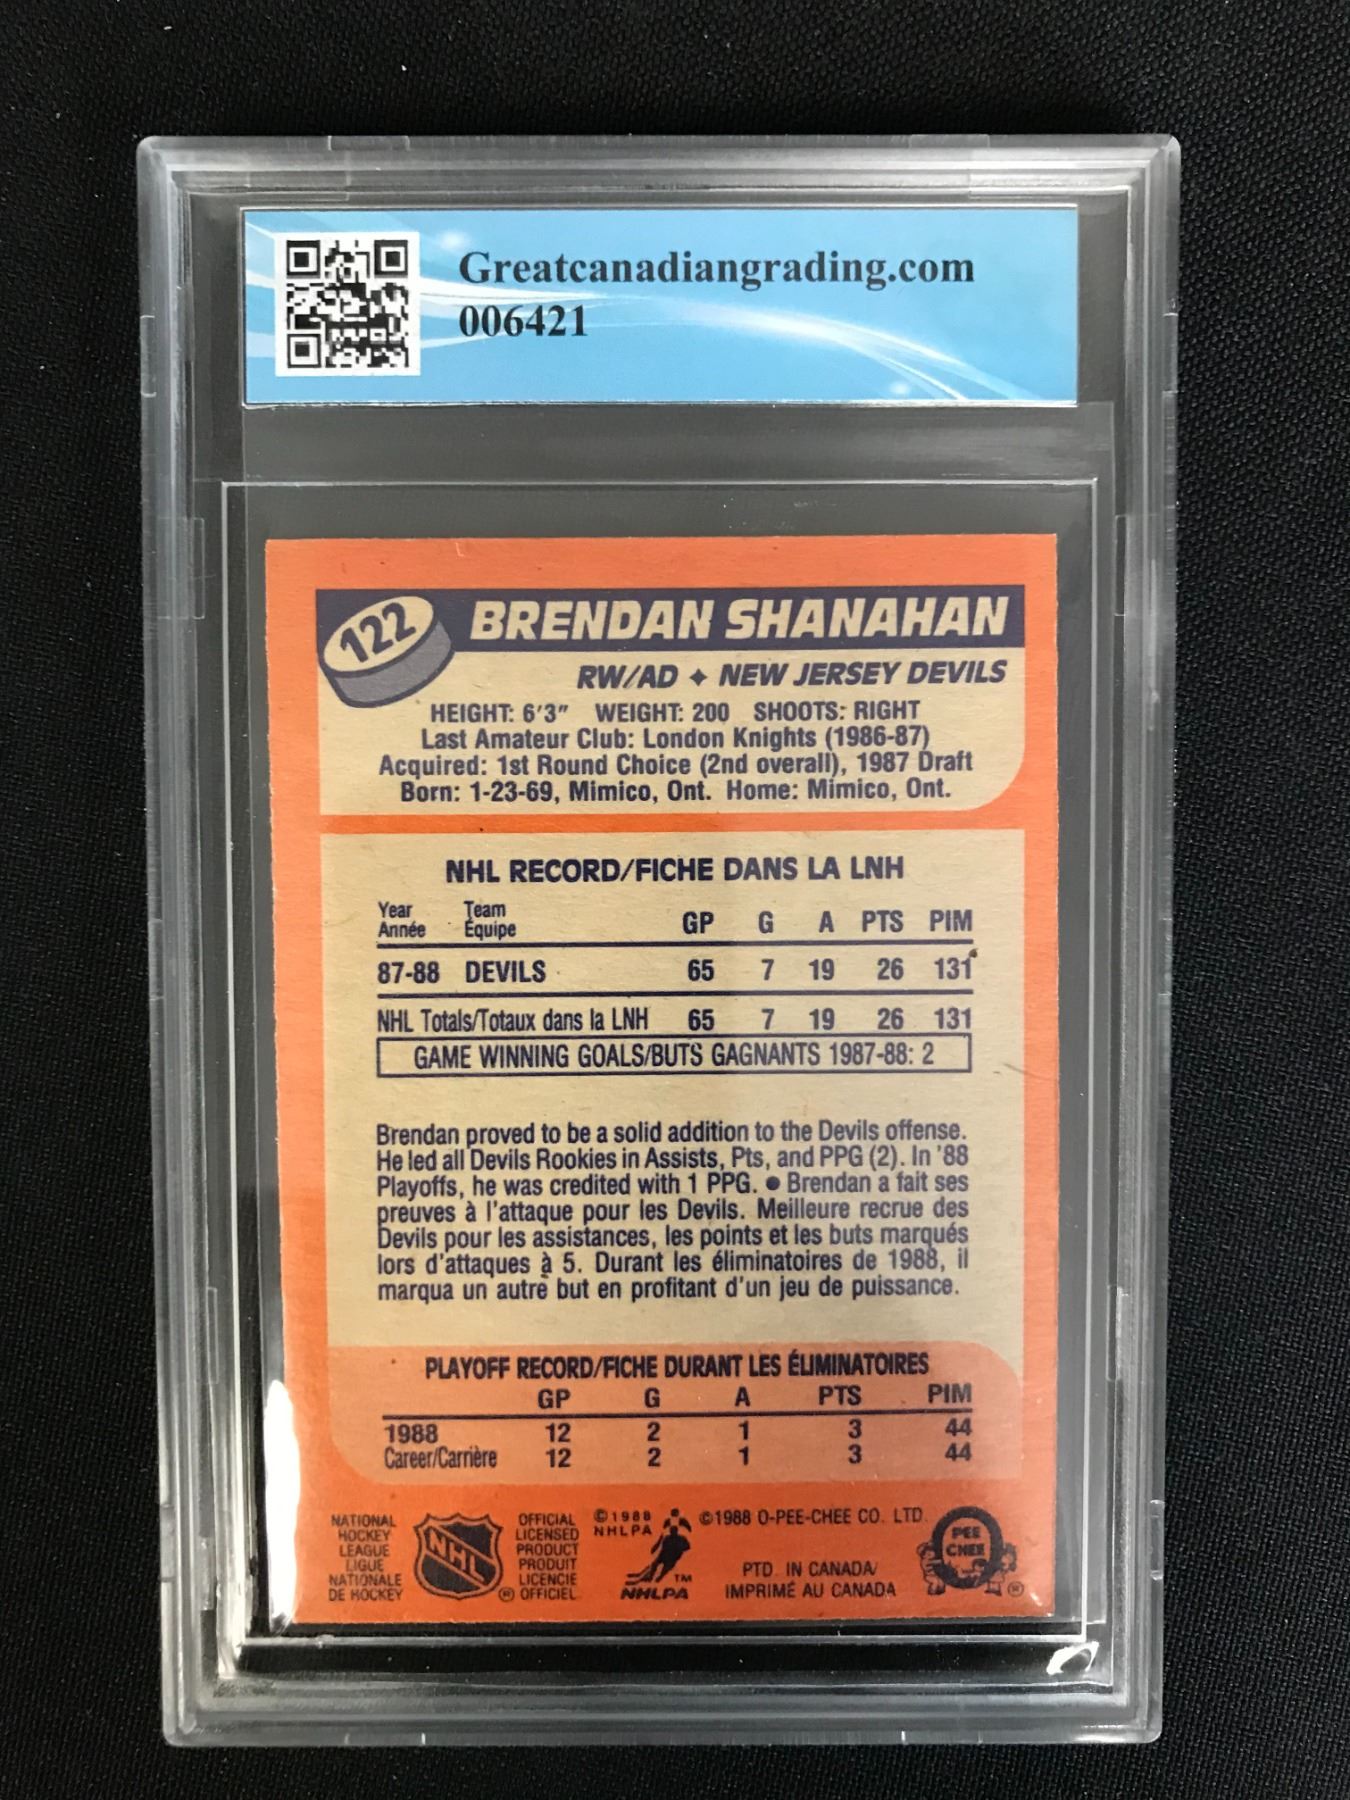 Greatcanadiangrading.com
006421
122
BRENDAN SHANAHAN
RW/AD ✦ NEW JERSEY DEVILS
HEIGHT: 6'3" WEIGHT: 200 SHOOTS: RIGHT
Last Amateur Club: London Knights (1986-87)
Acquired: 1st Round Choice (2nd overall), 1987 Draft
Born: 1-23-69, Mimico, Ont. Home: Mimico, Ont.
NHL RECORD/FICHE DANS LA LNH
Year Team GP G A PTS PIM
Année Équipe
87-88 DEVILS 65 7 19 26 131
NHL Totals/Totaux dans la LNH 65 7 19 26 131
GAME WINNING GOALS/BUTS GAGNANTS 1987-88: 2
Brendan proved to be a solid addition to the Devils offense.
He led all Devils Rookies in Assists, Pts, and PPG (2). In '88
Playoffs, he was credited with 1 PPG. ● Brendan a fait ses
preuves à l'attaque pour les Devils. Meilleure recrue des
Devils pour les assistances, les points et les buts marqués
lors d'attaques à 5. Durant les éliminatoires de 1988, il
marqua un autre but en profitant d'un jeu de puissance.
PLAYOFF RECORD/FICHE DURANT LES ÉLIMINATOIRES
GP G A PTS PIM
1988 12 2 1 3 44
Career/Carrière 12 2 1 3 44
NATIONAL
HOCKEY
LEAGUE
LIGUE
NATIONALE
DE HOCKEY
NHL
®
OFFICIAL
LICENSED
PRODUCT
PRODUIT
LICENCIE
OFFICIEL
©1988
NHLPA
TM
NHLPA
©1988 O-PEE-CHEE CO. LTD.
PTD. IN CANADA/
IMPRIMÉ AU CANADA
O
PEE
CHEE
®